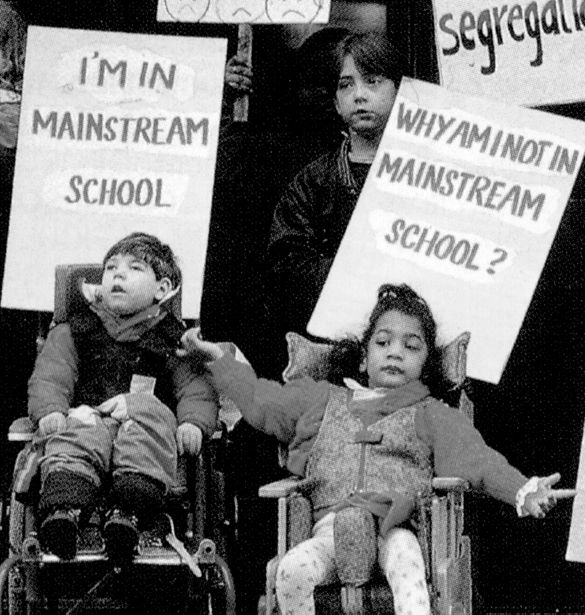 I'M IN
MAINSTREAM
SCHOOL
WHY AM I NOT IN
MAINSTREAM
SCHOOL?